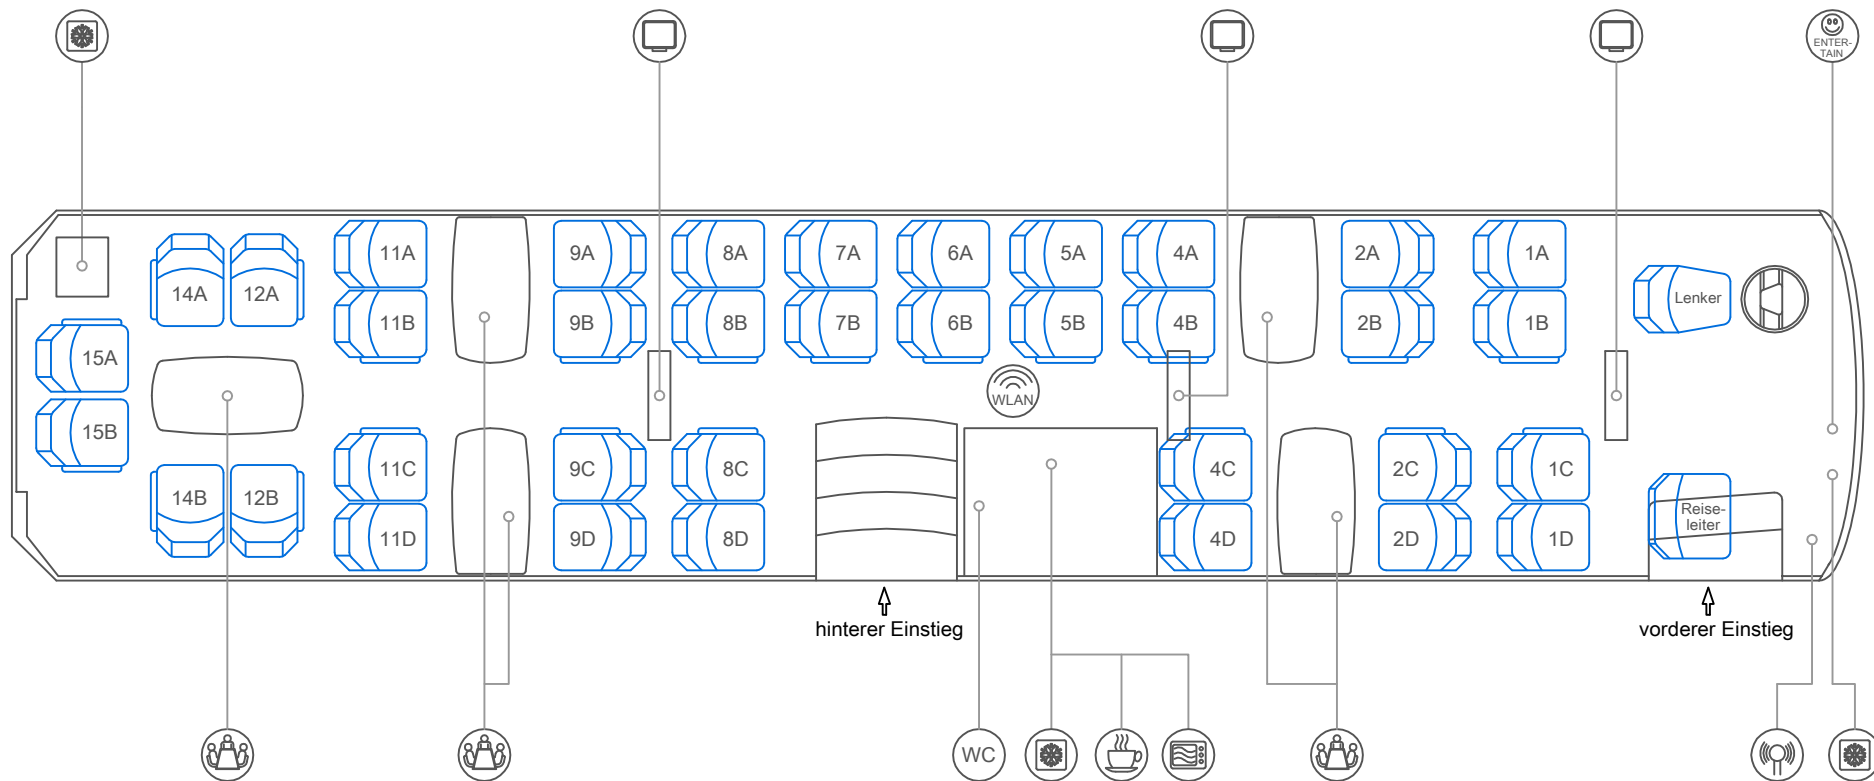 ENTER-
TAIN
11A
9A
8A
7A
6A
5A
4A
2A
1A
14A
12A
Lenker
11B
9B
8B
7B
6B
5B
4B
2B
1B
15A
WLAN
15B
11C
9C
8C
4C
2C
1C
14B
12B
Reise-
leiter
11D
9D
8D
4D
2D
1D
hinterer Einstieg
vorderer Einstieg
WC